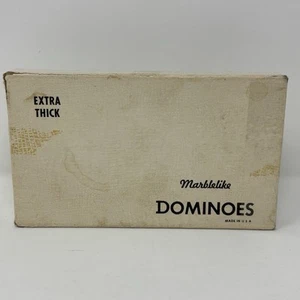 EXTRA
THICK
Marblelike
DOMINOES
MADE IN U.S.A.